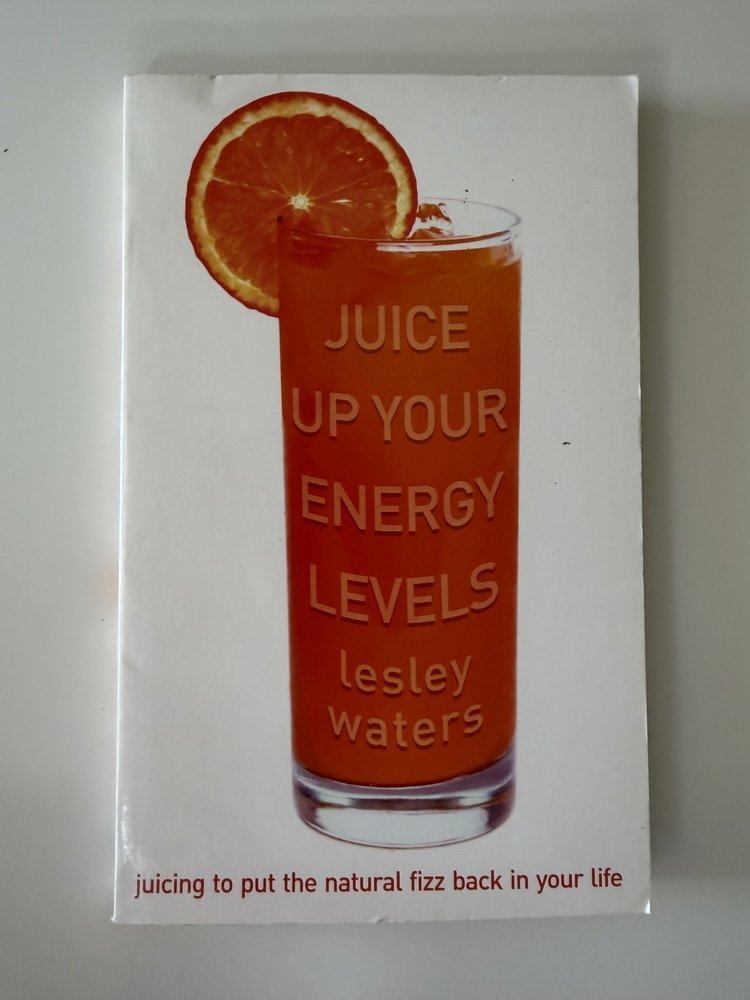 JUICE
UP YOUR
ENERGY
LEVELS
lesley
waters
juicing to put the natural fizz back in your life